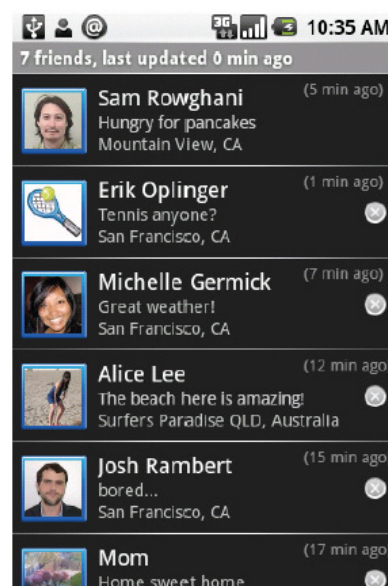 @ 3G 10:35 AM
7 friends, last updated 0 min ago
Sam Rowghani (5 min ago)
Hungry for pancakes
Mountain View, CA
Erik Oplinger (1 min ago)
Tennis anyone?
San Francisco, CA
Michelle Germick (7 min ago)
Great weather!
San Francisco, CA
Alice Lee (12 min ago
The beach here is amazing!
Surfers Paradise QLD, Australia
Josh Rambert (15 min ago
bored...
San Francisco, CA
Mom (17 min ago
Home sweet home